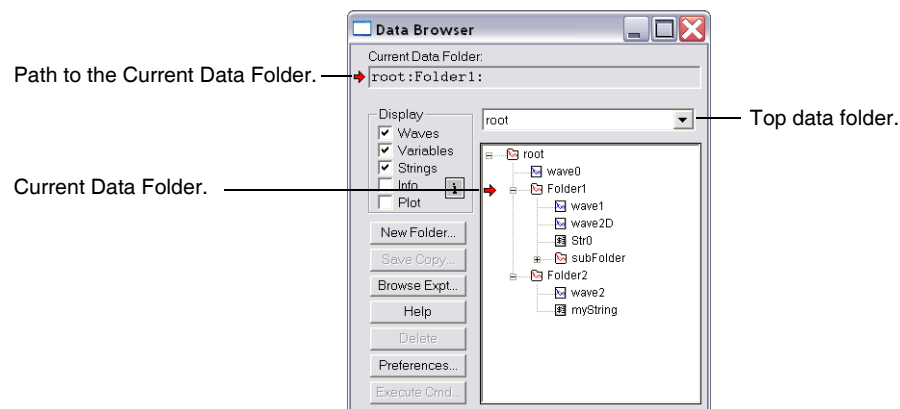 Data Browser
Current Data Folder:
Path to the Current Data Folder.
root:Folder1:
Display
Waves
Variables
Strings
Info
i
Plot
root
Top data folder.
Current Data Folder.
root
wave0
Folder1
wave1
wave2D
Str0
subFolder
Folder2
wave2
myString
New Folder...
Save Copy...
Browse Expt...
Help
Delete
Preferences...
Execute Cmd...